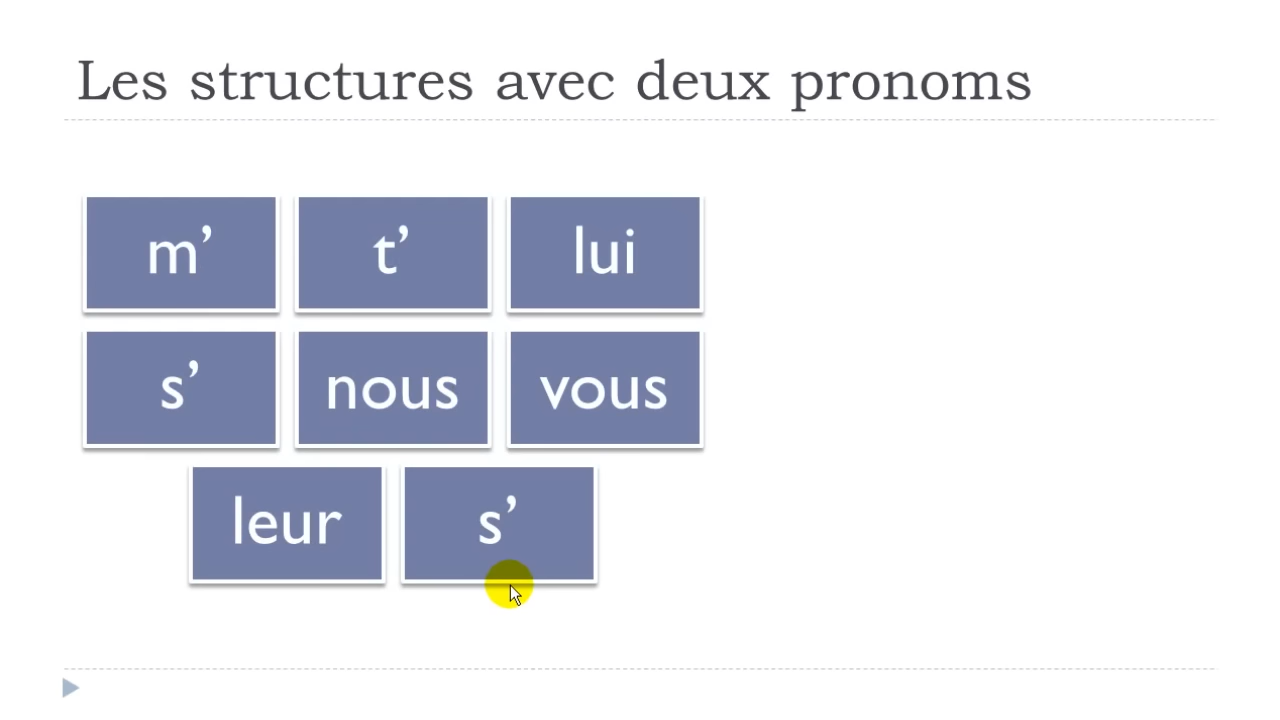 Les structures avec deux pronoms
m’ t’ lui
s’ nous vous
leur s’